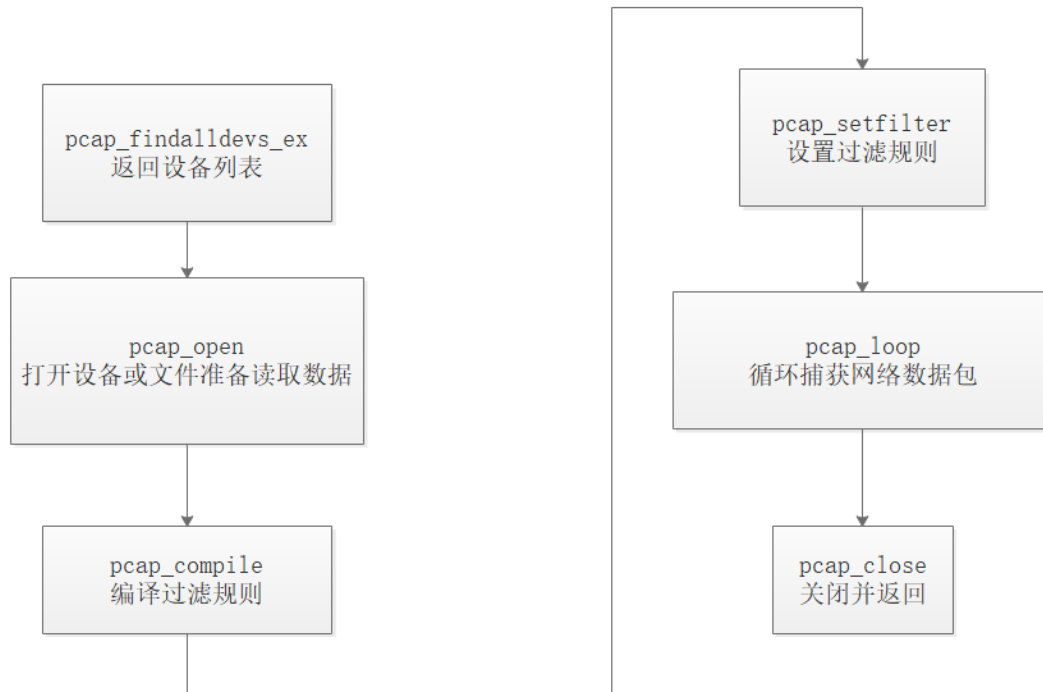 pcap_findalldevs_ex
返回设备列表
pcap_open
打开设备或文件准备读取数据
pcap_compile
编译过滤规则
pcap_setfilter
设置过滤规则
pcap_loop
循环捕获网络数据包
pcap_close
关闭并返回